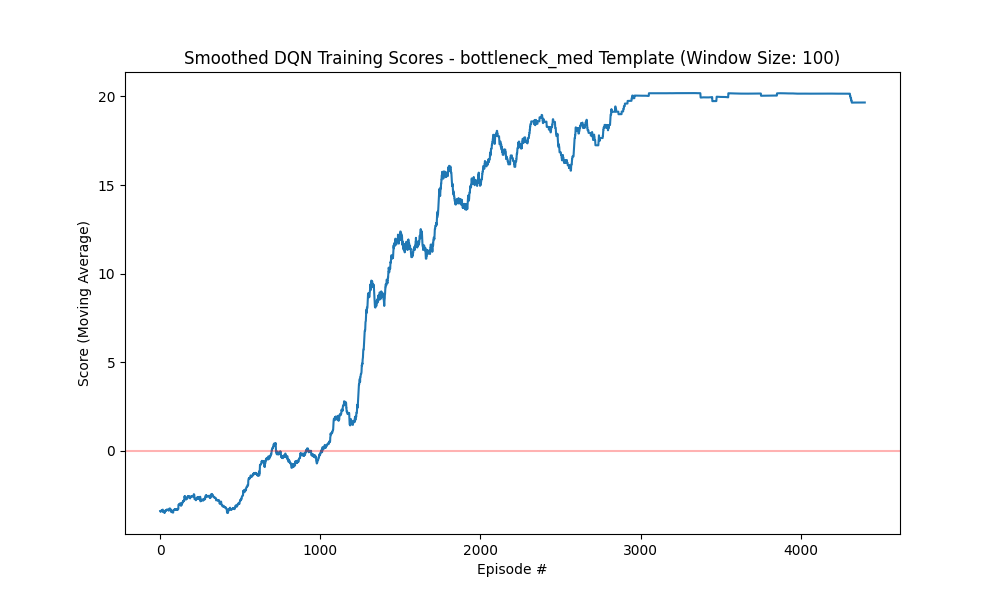 Smoothed DQN Training Scores - bottleneck_med Template (Window Size: 100)
20
15
10
5
0
Score (Moving Average)
0 1000 2000 3000 4000
Episode #